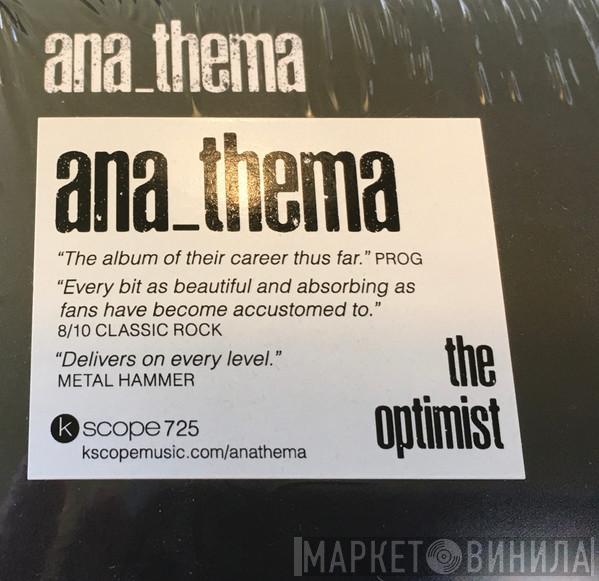 ana_thema
ana_thema
“The album of their career thus far.” PROG
“Every bit as beautiful and absorbing as
fans have become accustomed to.”
8/10 CLASSIC ROCK
“Delivers on every level.”
METAL HAMMER
the
optimist
k scope 725
kscopemusic.com/anathema
МАРКЕТ ВИНИЛА